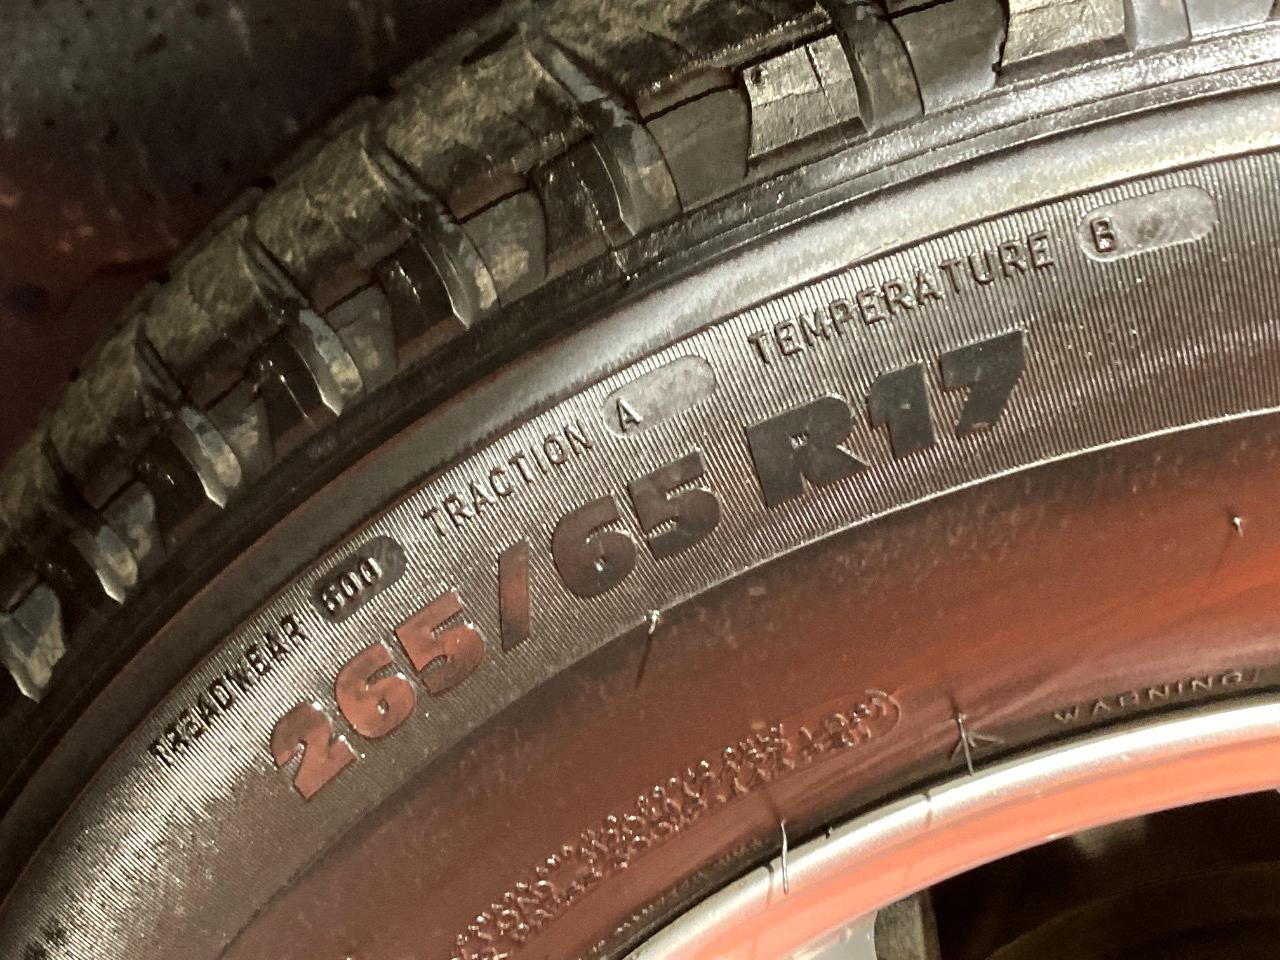 TREADWEAR 600 TRACTION A TEMPERATURE B
265/65 R17
WARNING